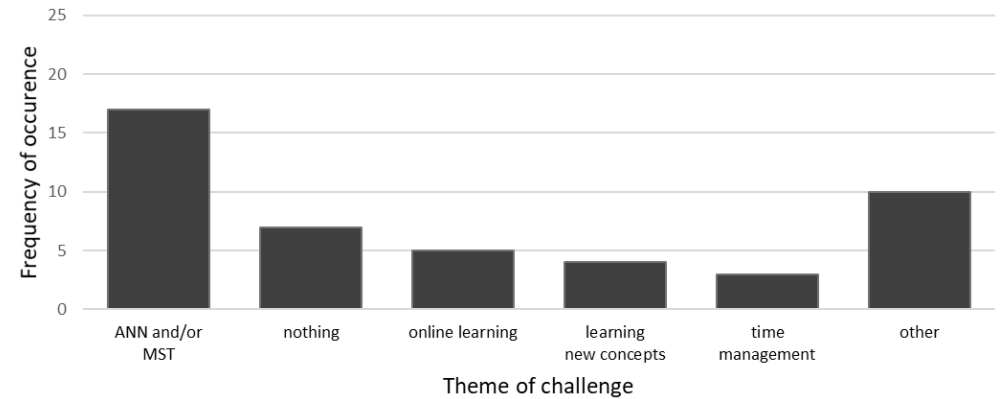 25
20
15
10
5
0
Frequency of occurence
ANN and/or
MST
nothing
online learning
learning
new concepts
time
management
other
Theme of challenge